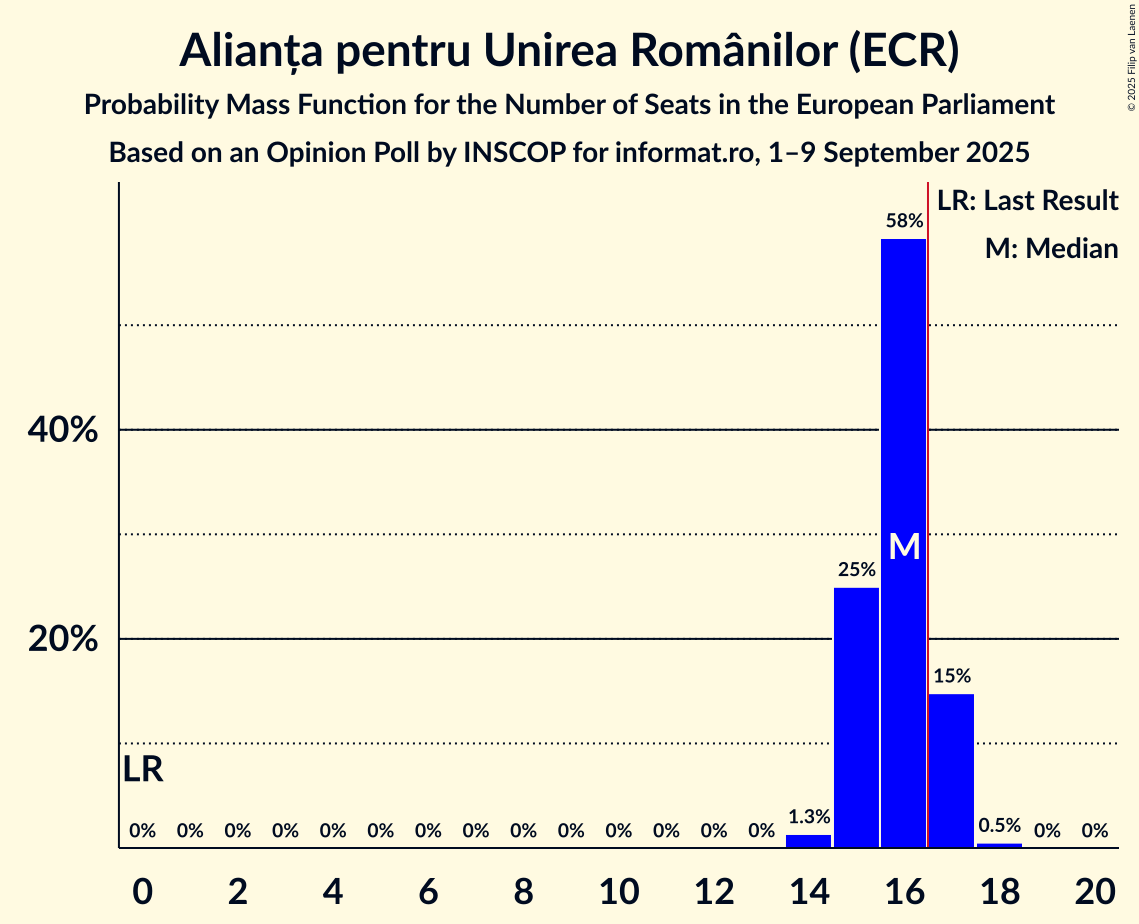 Alianța pentru Unirea Românilor (ECR)
Probability Mass Function for the Number of Seats in the European Parliament
Based on an Opinion Poll by INSCOP for informat.ro, 1–9 September 2025
© 2025 Filip van Laenen
LR: Last Result
M: Median
58%
40%
M
25%
20%
15%
LR
0% 0% 0% 0% 0% 0% 0% 0% 0% 0% 0% 0% 0% 0% 1.3% 0.5% 0% 0%
0 2 4 6 8 10 12 14 16 18 20